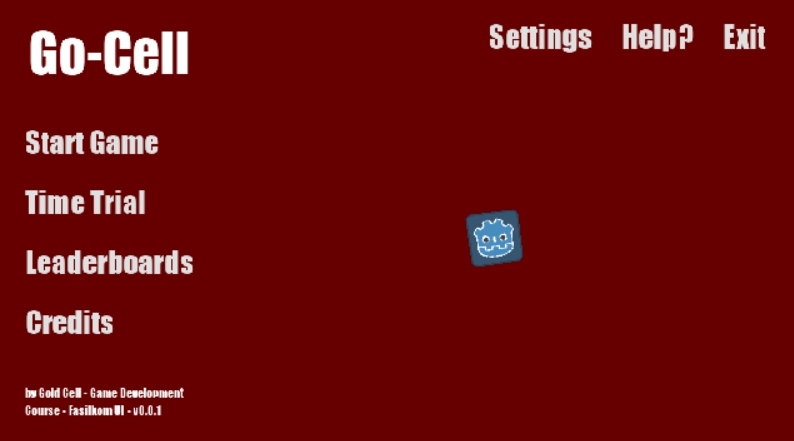 Go-Cell
Settings Help? Exit
Start Game
Time Trial
Leaderboards
Credits
by Gold Cell - Game Development
Course - Fasilkom UI - v0.0.1